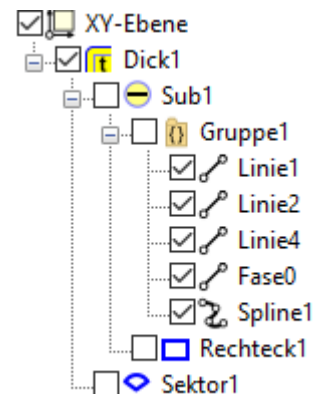 XY-Ebene
t Dick1
Sub1
{} Gruppe1
Linie1
Linie2
Linie4
Fase0
Spline1
Rechteck1
Sektor1